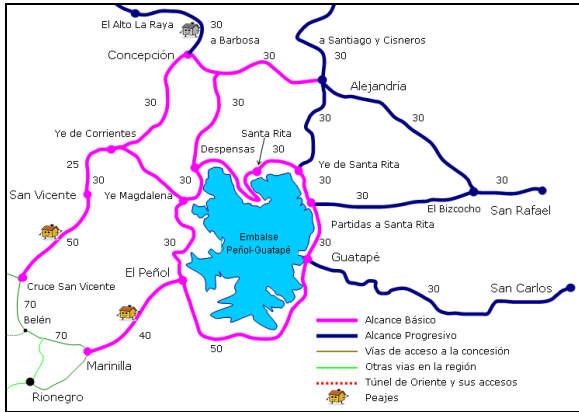 El Alto La Raya
30
a Barbosa
a Santiago y Cisneros
Concepción
30
30
Alejandría
30
30
30
30
Ye de Corrientes
Santa Rita
Despensas
30
Ye de Santa Rita
25
San Vicente
30
Ye Magdalena
30
30
30
El Bizcocho
San Rafael
Partidas a Santa Rita
50
30
Embalse
Peñol-Guatapé
30
Guatapé
El Peñol
30
Cruce San Vicente
San Carlos
70
Belén
70
40
50
Marinilla
Rionegro
Alcance Básico
Alcance Progresivo
Vías de acceso a la concesión
Otras vias en la región
Túnel de Oriente y sus accesos
Peajes